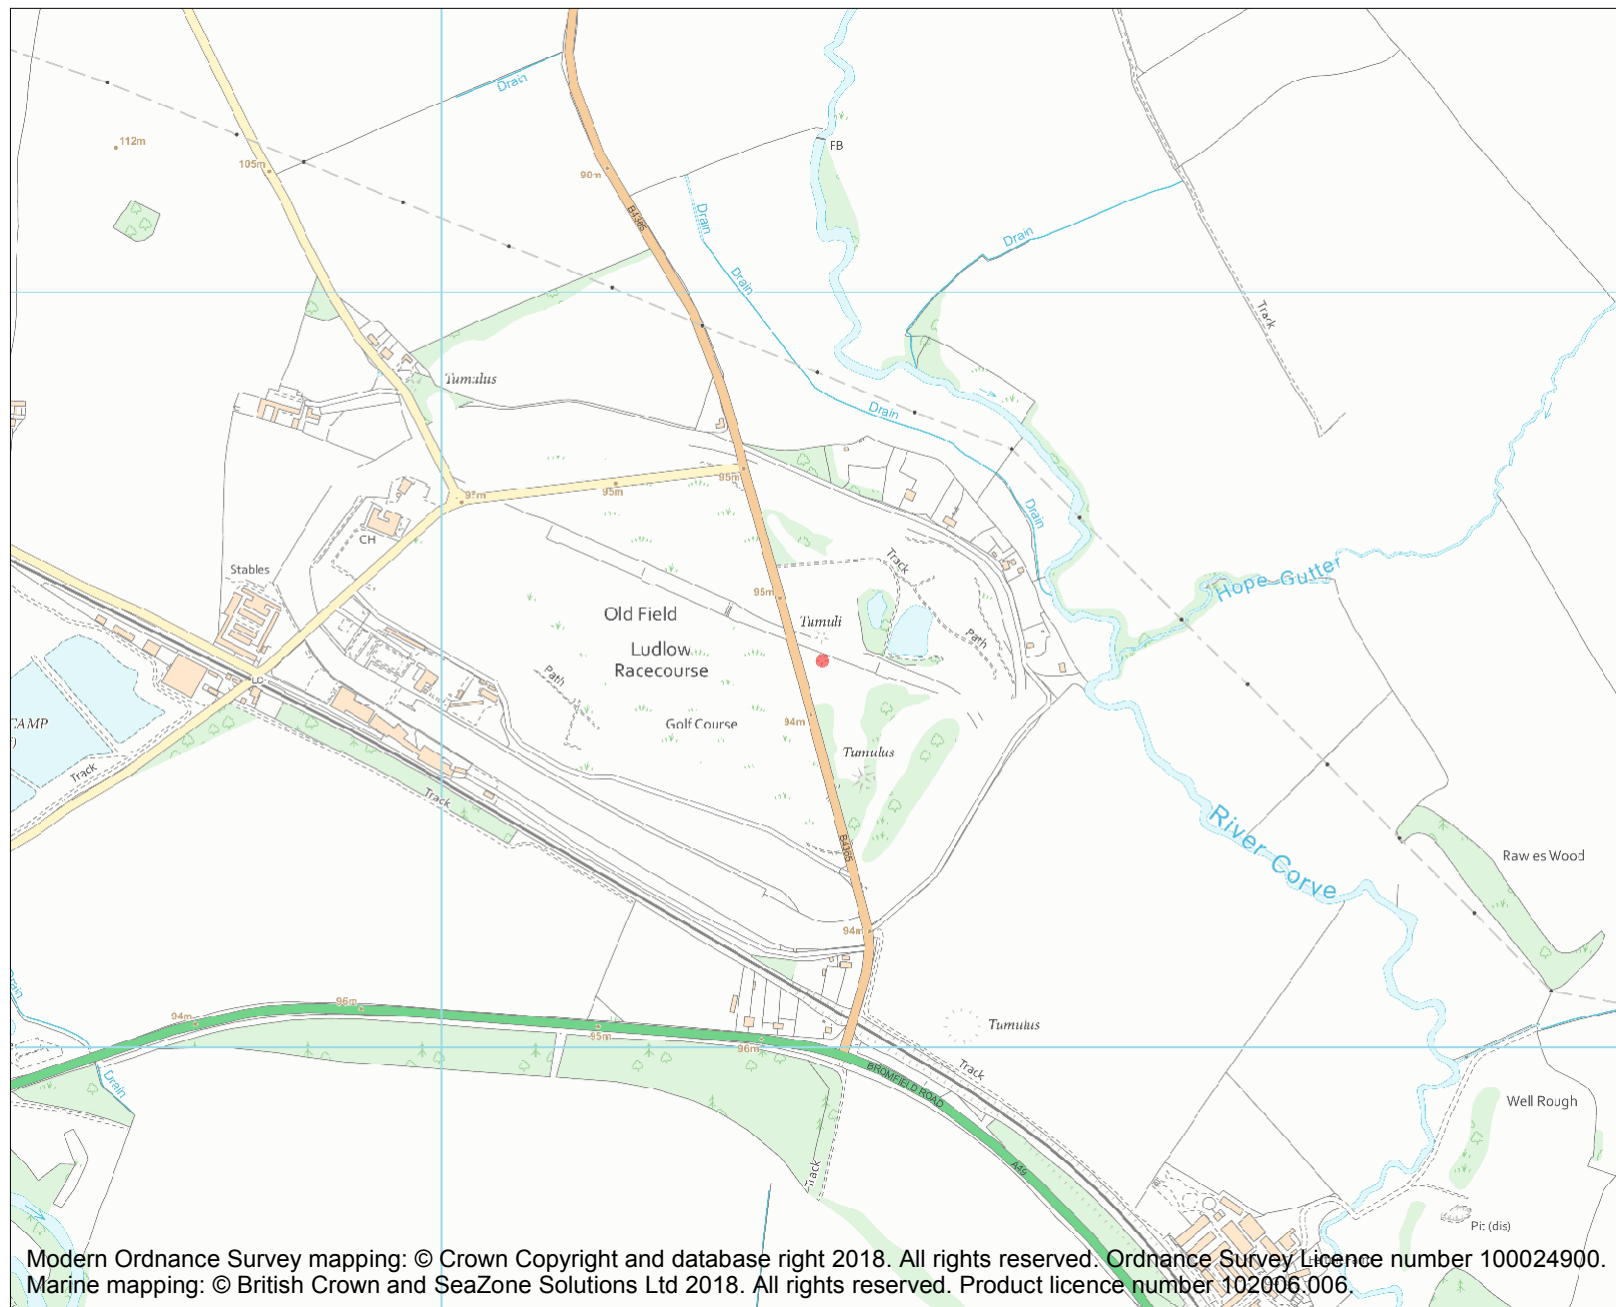 Drain
112m
105m
90m
FB
B4365
Drain
Drain
Drain
Track
Tumulus
Drain
95m
95m
Drain
CH
Stables
Track
Hope Gutter
95m
Old Field
Tumuli
Path
Ludlow
Racecourse
LC
Path
Golf Course
94m
CAMP
Tumulus
Track
Track
River Corve
B4365
94m
Tumulus
94m
96m
95m
96m
Track
BROMFIELD ROAD
Drain
Well Rough
A49
Track
Pit (dis)
Modern Ordnance Survey mapping: © Crown Copyright and database right 2018. All rights reserved. Ordnance Survey Licence number 100024900.
Marine mapping: © British Crown and SeaZone Solutions Ltd 2018. All rights reserved. Product licence number 102006.006.